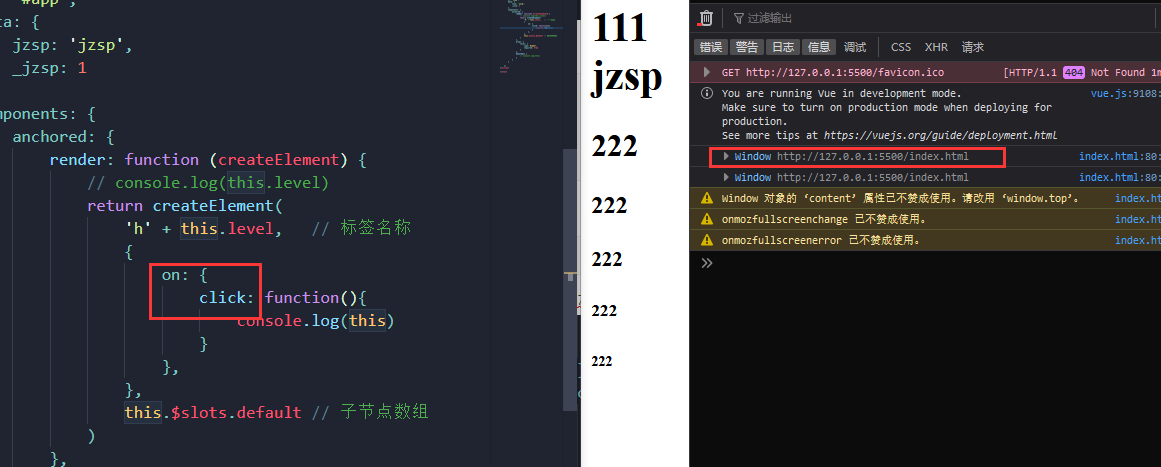 #app ,
ta: {
jzsp: 'jzsp',
_jzsp: 1
mponents: {
anchored: {
render: function (createElement) {
// console.log(this.level)
return createElement(
'h' + this.level, // 标签名称
{
on: {
click: function(){
console.log(this)
}
},
},
this.$slots.default // 子节点数组
)
},
111
jzsp
222
222
222
222
222
过滤输出
错误 警告 日志 信息 调试 CSS XHR 请求
GET http://127.0.0.1:5500/favicon.ico [HTTP/1.1 404 Not Found 1m
You are running Vue in development mode. vue.js:9108:
Make sure to turn on production mode when deploying for
production.
See more tips at https://vuejs.org/guide/deployment.html
Window http://127.0.0.1:5500/index.html index.html:80:
Window http://127.0.0.1:5500/index.html index.html:80:
Window 对象的 ‘content’ 属性已不赞成使用。请改用 ‘window.top’。 index.ht
onmozfullscreenchange 已不赞成使用。 index.ht
onmozfullscreenerror 已不赞成使用。 index.ht